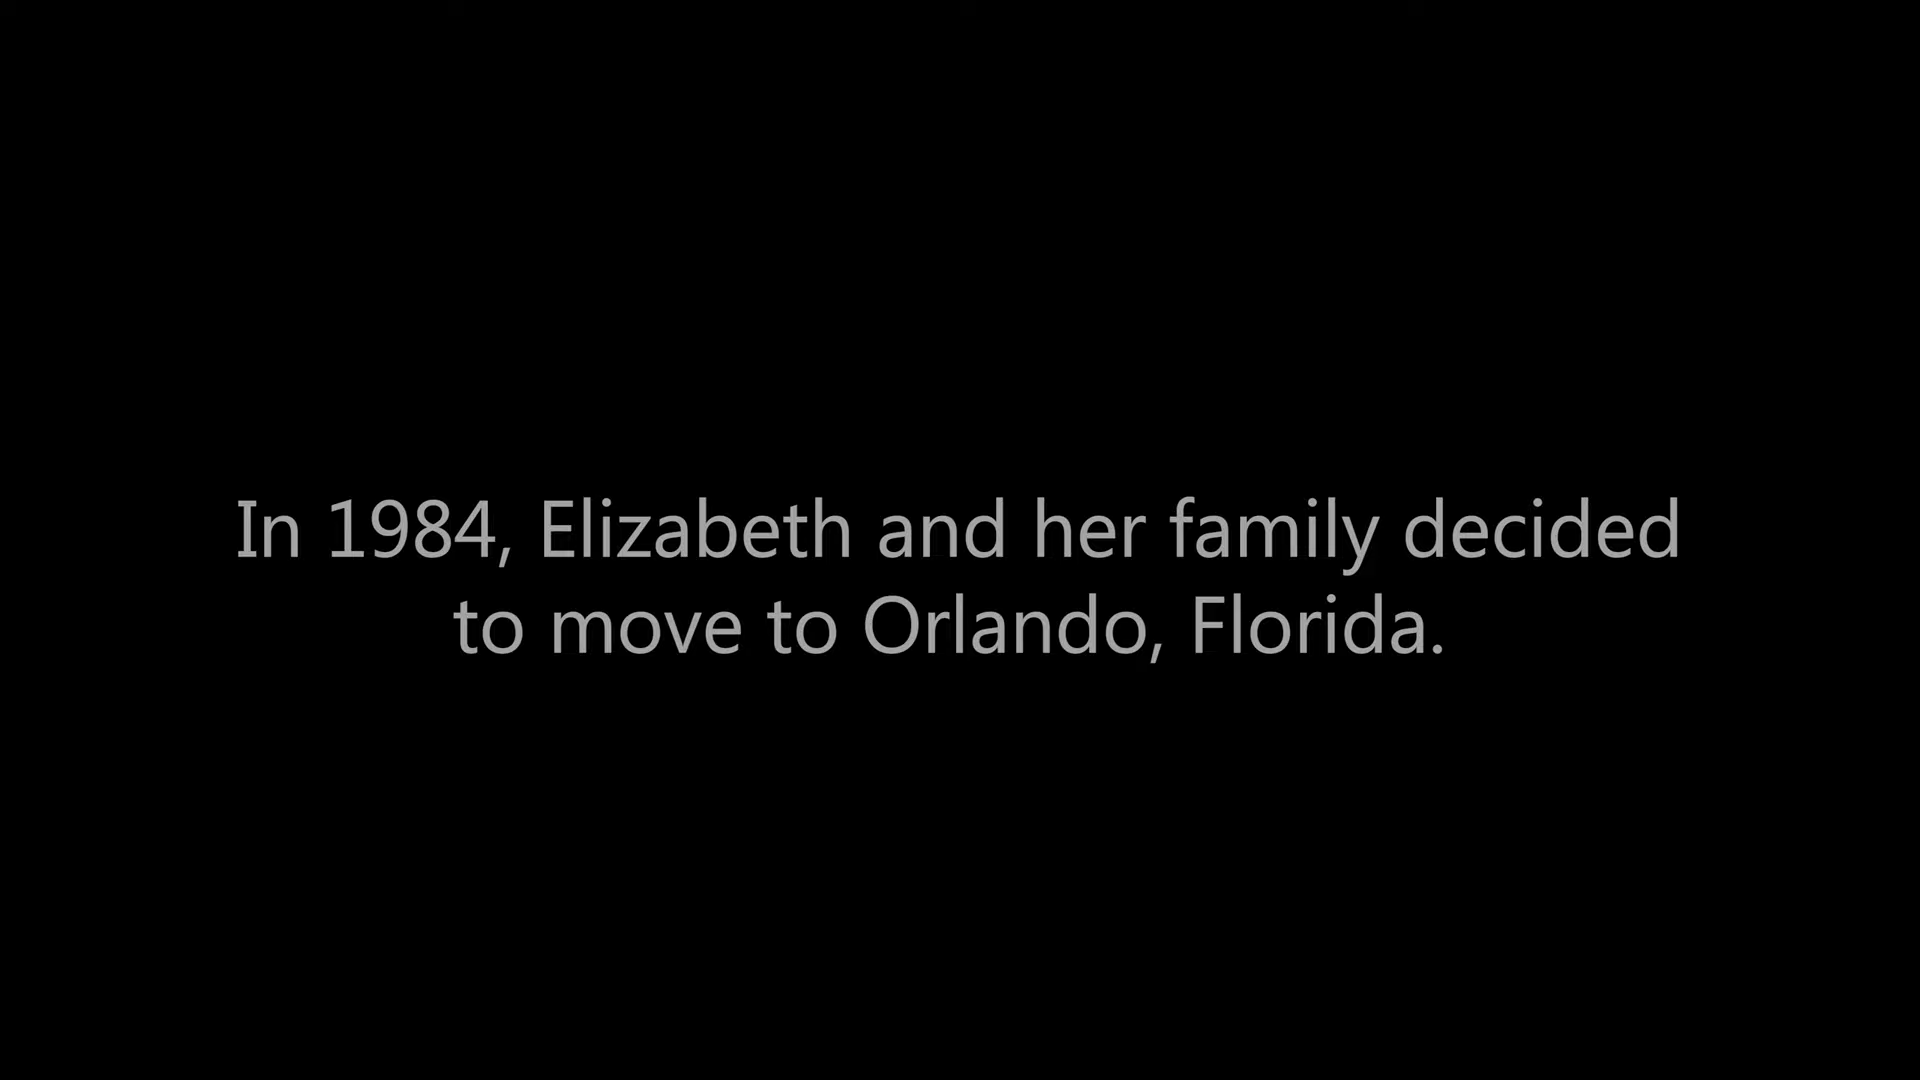 In 1984, Elizabeth and her family decided
to move to Orlando, Florida.